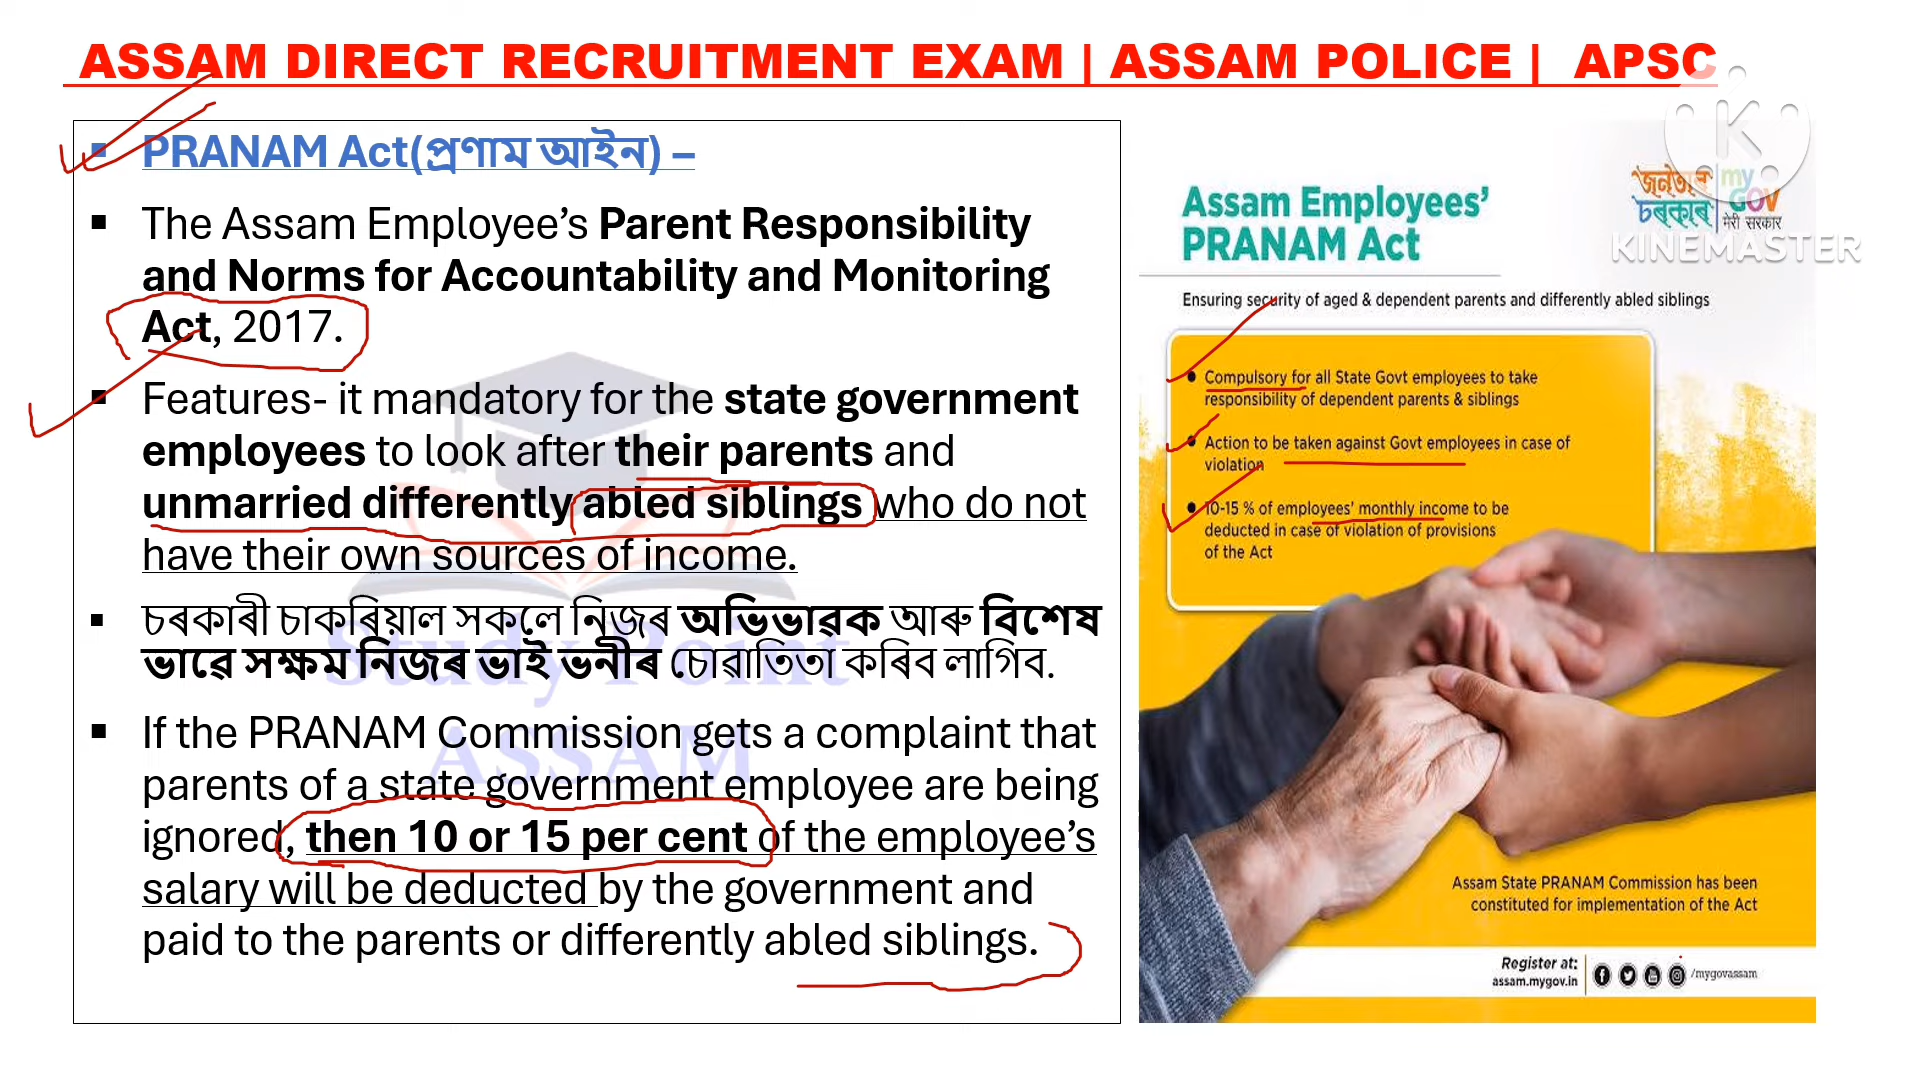 ASSAM DIRECT RECRUITMENT EXAM | ASSAM POLICE | APSC
▪ PRANAM Act(প্ৰণাম আইন) –
▪ The Assam Employee’s Parent Responsibility
and Norms for Accountability and Monitoring
Act, 2017.
▪ Features- it mandatory for the state government
employees to look after their parents and
unmarried differently abled siblings who do not
have their own sources of income.
▪ চৰকাৰী চাকৰিয়াল সকলে নিজৰ অভিভাৱক আৰু বিশেষ
ভাৱে সক্ষম নিজৰ ভাই ভনীৰ চোৱাতিতা কৰিব লাগিব.
▪ If the PRANAM Commission gets a complaint that
parents of a state government employee are being
ignored, then 10 or 15 per cent of the employee’s
salary will be deducted by the government and
paid to the parents or differently abled siblings.
Study Point
ASSAM
জনতাৰ
চৰকাৰ
my
GOV
मेरी सरकार
K
KINEMASTER
Assam Employees’
PRANAM Act
Ensuring security of aged & dependent parents and differently abled siblings
● Compulsory for all State Govt employees to take
responsibility of dependent parents & siblings
● Action to be taken against Govt employees in case of
violation
● 10-15 % of employees’ monthly income to be
deducted in case of violation of provisions
of the Act
Assam State PRANAM Commission has been
constituted for implementation of the Act
Register at:
assam.mygov.in
/mygovassam